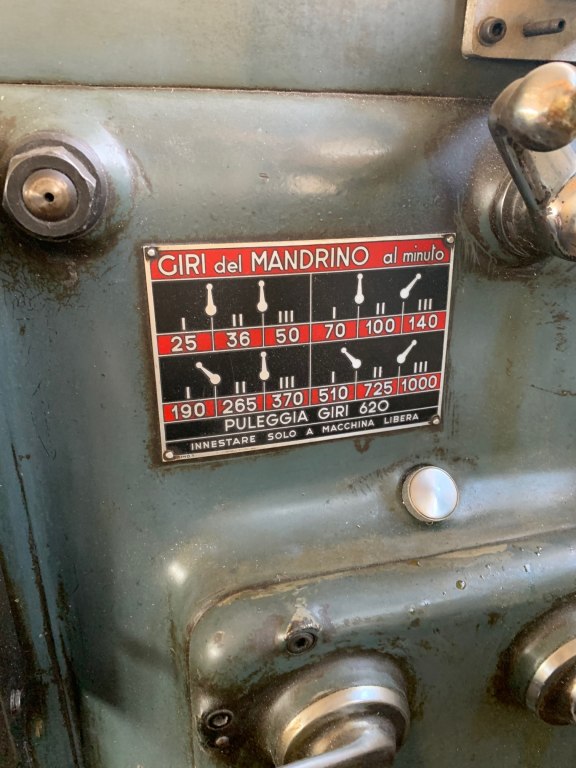 GIRI del MANDRINO al minuto
I II III I II III
25 36 50 70 100 140
I II III I II III
190 265 370 510 725 1000
PULEGGIA GIRI 620
INNESTARE SOLO A MACCHINA LIBERA